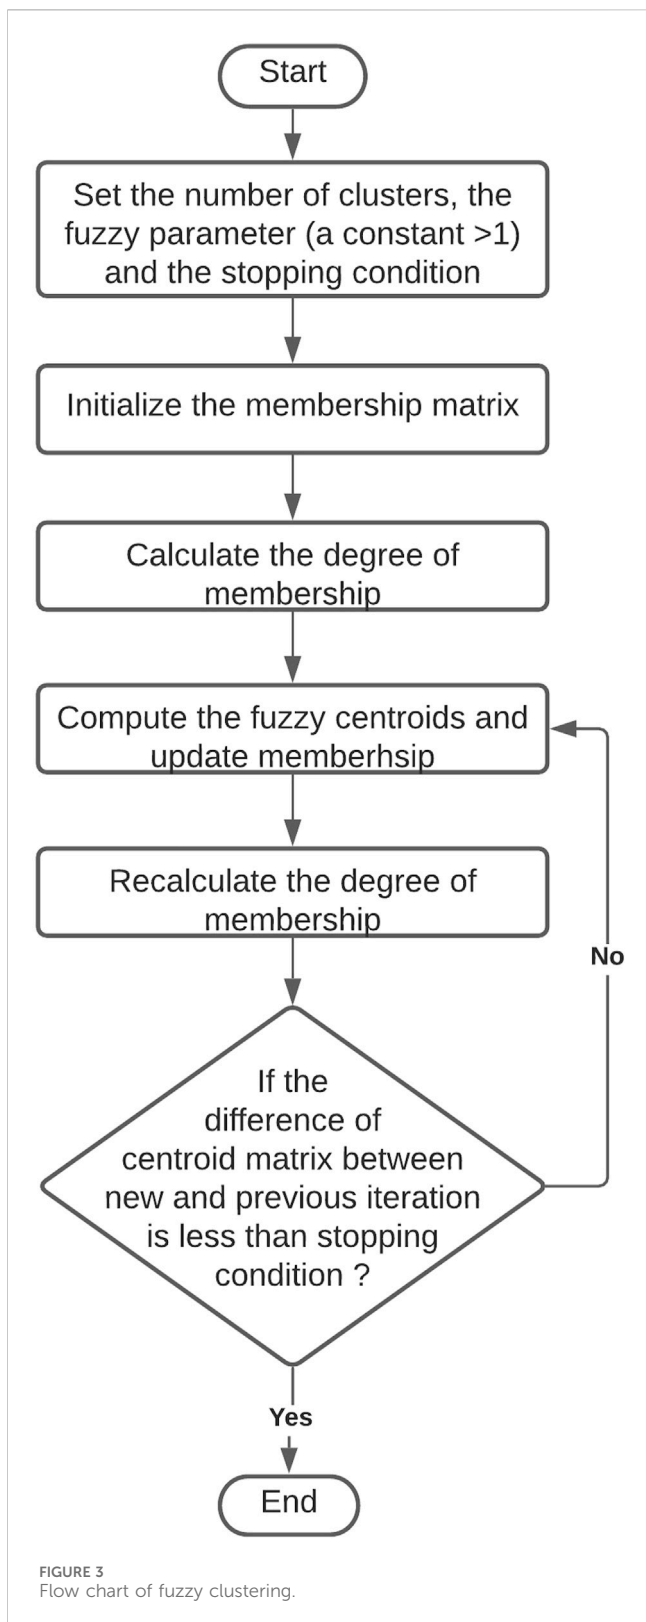 Start
Set the number of clusters, the
fuzzy parameter (a constant >1)
and the stopping condition
Initialize the membership matrix
Calculate the degree of
membership
Compute the fuzzy centroids and
update memberhsip
Recalculate the degree of
membership
No
If the
difference of
centroid matrix between
new and previous iteration
is less than stopping
condition ?
Yes
End
FIGURE 3
Flow chart of fuzzy clustering.